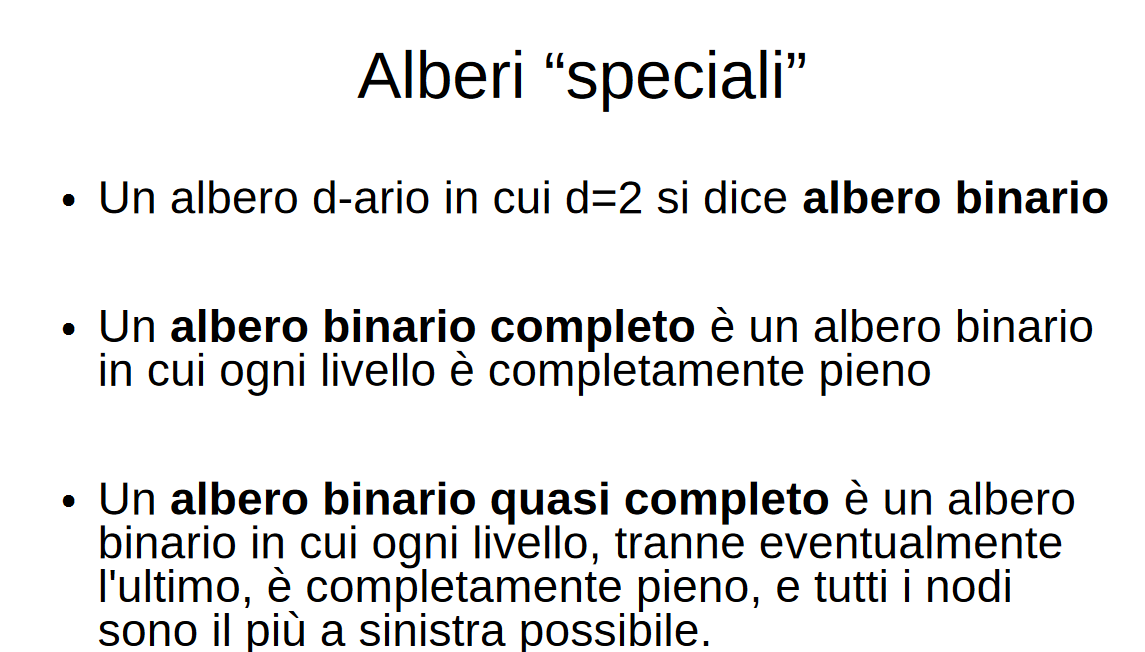 Alberi “speciali”
• Un albero d-ario in cui d=2 si dice albero binario
• Un albero binario completo è un albero binario
in cui ogni livello è completamente pieno
• Un albero binario quasi completo è un albero
binario in cui ogni livello, tranne eventualmente
l'ultimo, è completamente pieno, e tutti i nodi
sono il più a sinistra possibile.